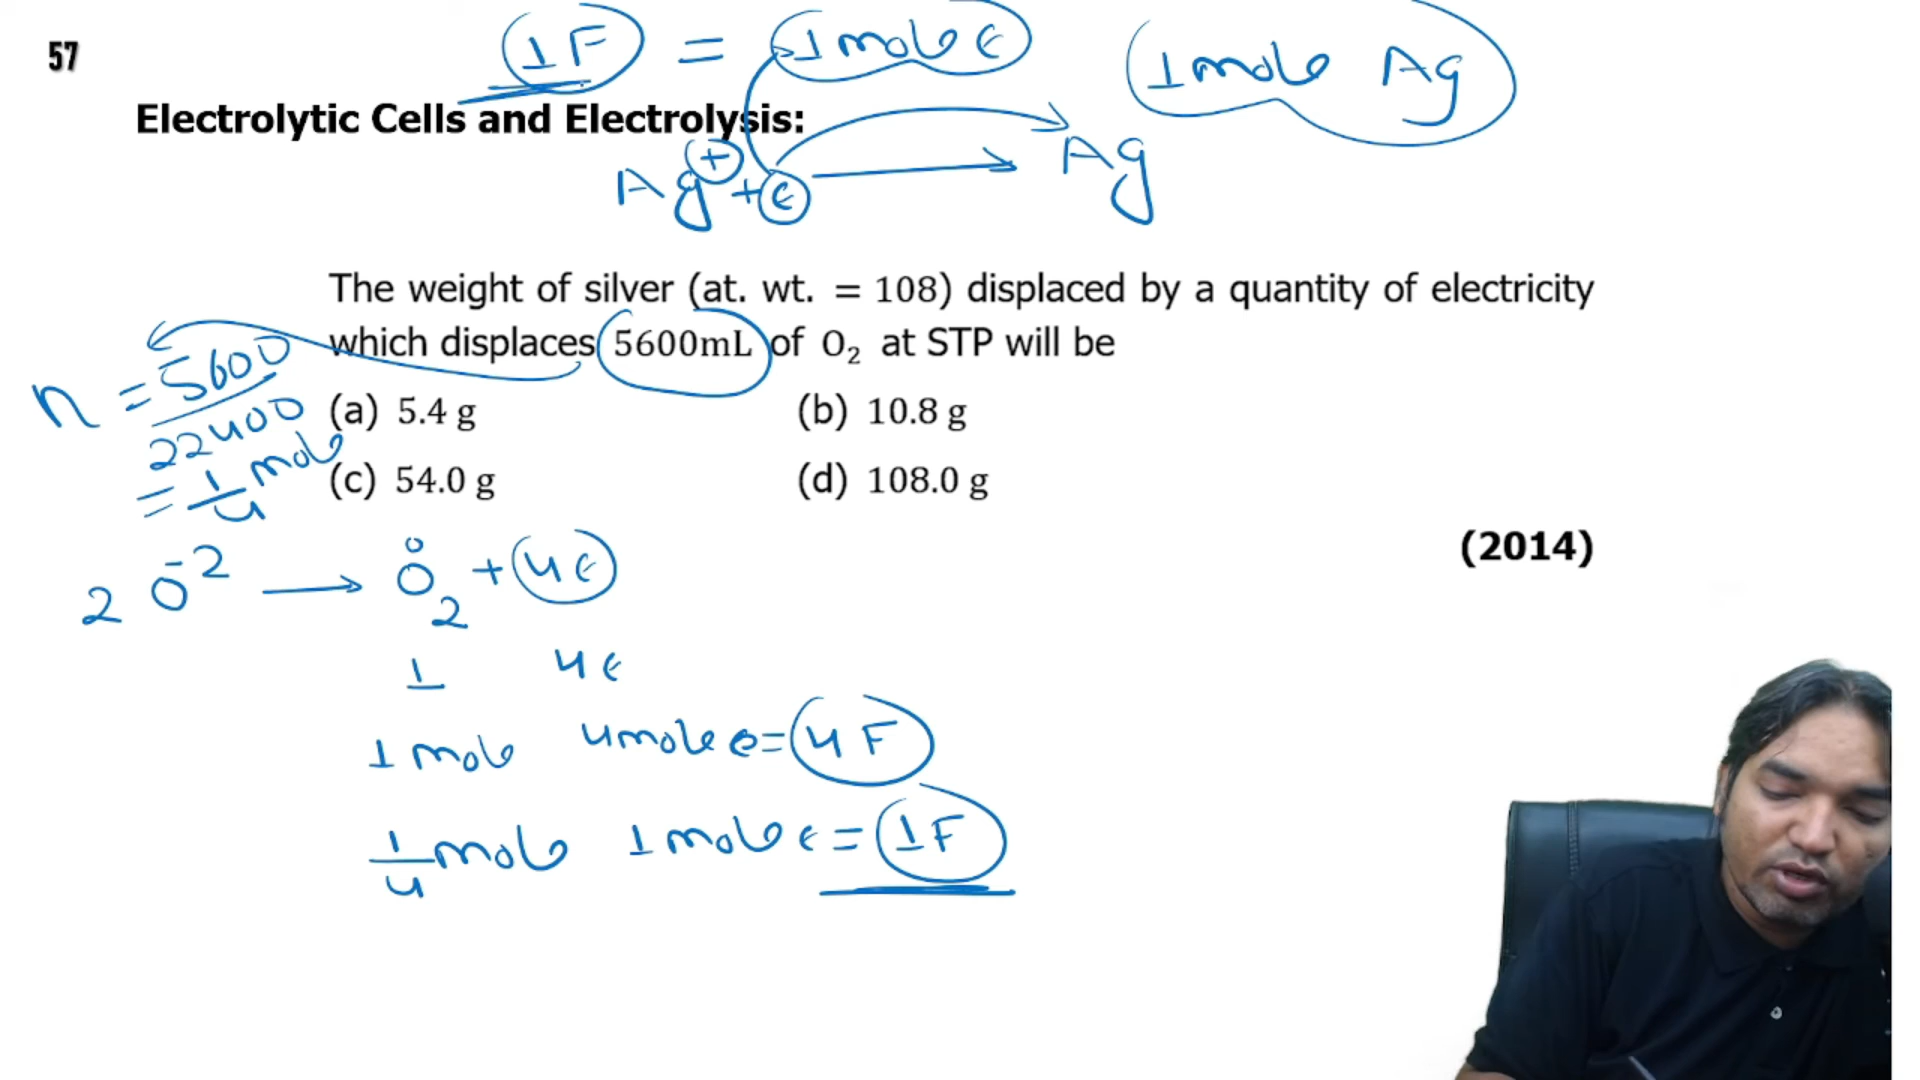 57
1F = 1 mole e 1 mole Ag
Electrolytic Cells and Electrolysis:
Ag+ + e → Ag
The weight of silver (at. wt. = 108) displaced by a quantity of electricity
which displaces 5600mL of O₂ at STP will be
n = 5600/22400
= 1/4 mole
(a) 5.4 g (b) 10.8 g
(c) 54.0 g (d) 108.0 g
(2014)
2 O⁻² → O₂⁰ + 4e
1 4e
1 mole 4 mole e = 4F
1/4 mole 1 mole e = 1F